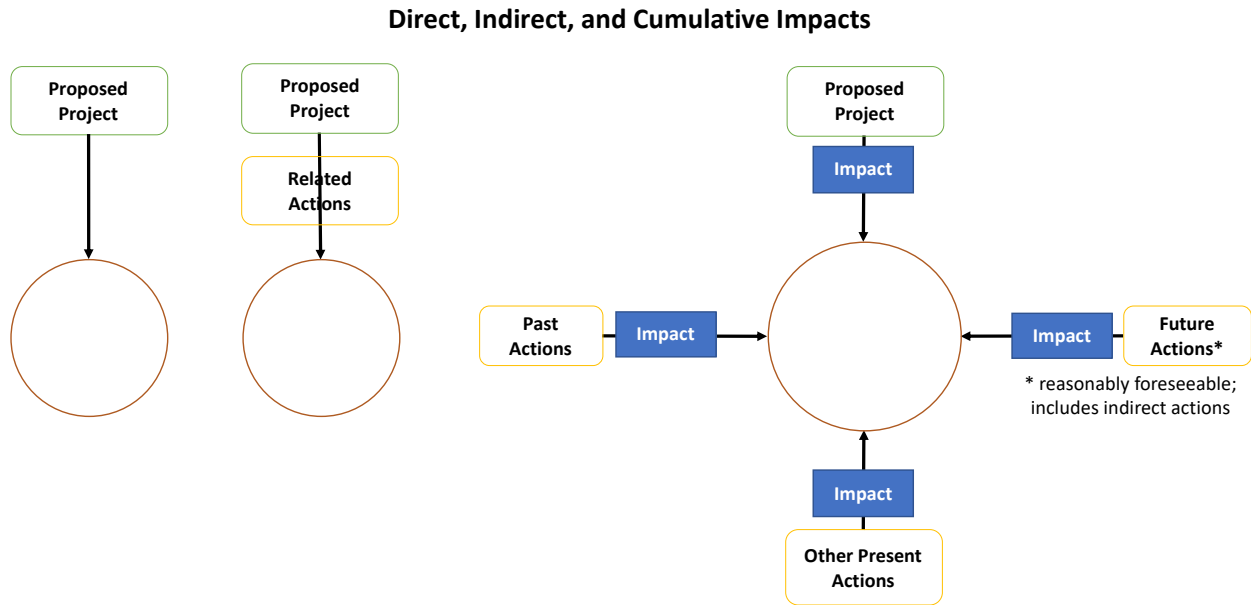 Direct, Indirect, and Cumulative Impacts
Proposed
Project
Proposed
Project
Related
Actions
Proposed
Project
Impact
Past
Actions
Impact
Impact
Future
Actions*
* reasonably foreseeable;
includes indirect actions
Impact
Other Present
Actions